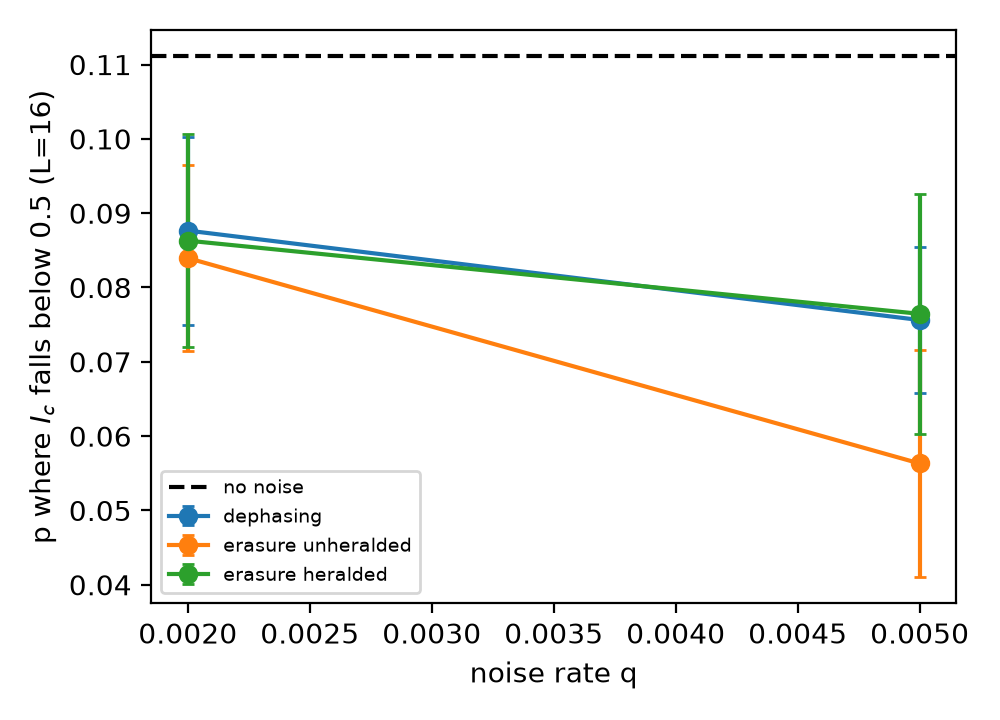 0.11
0.10
0.09
0.08
0.07
0.06
0.05
0.04
p where I_c falls below 0.5 (L=16)
no noise
dephasing
erasure unheralded
erasure heralded
0.0020 0.0025 0.0030 0.0035 0.0040 0.0045 0.0050
noise rate q